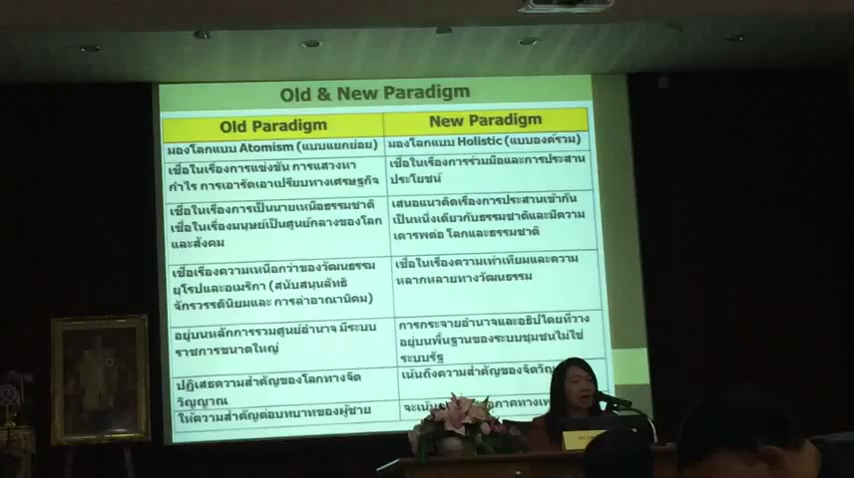 Old & New Paradigm
Old Paradigm
New Paradigm
มองโลกแบบ Atomism (แบบแยกย่อย)
มองโลกแบบ Holistic (แบบองค์รวม)
เชื่อในเรื่องการแข่งขัน การแสวงหา
กำไร การเอารัดเอาเปรียบทางเศรษฐกิจ
เชื่อในเรื่องการร่วมมือและการประสาน
ประโยชน์
เชื่อในเรื่องการเป็นนายเหนือธรรมชาติ
เชื่อในเรื่องมนุษย์เป็นศูนย์กลางของโลก
และสังคม
เสนอแนวคิดเรื่องการประสานเข้ากัน
เป็นหนึ่งเดียวกับธรรมชาติและมีความ
เคารพต่อ โลกและธรรมชาติ
เชื่อเรื่องความเหนือกว่าของวัฒนธรรม
ยุโรปและอเมริกา (สนับสนุนลัทธิ
จักรวรรดินิยมและ การล่าอาณานิคม)
เชื่อในเรื่องความเท่าเทียมและความ
หลากหลายทางวัฒนธรรม
อยู่บนหลักการรวมศูนย์อำนาจ มีระบบ
ราชการขนาดใหญ่
การกระจายอำนาจและอธิปไตยที่วาง
อยู่บนพื้นฐานของระบบชุมชนไม่ใช่
ระบบรัฐ
ปฏิเสธความสำคัญของโลกทางจิต
วิญญาณ
เน้นถึงความสำคัญของ
ให้ความสำคัญต่อบทบาทของผู้ชาย